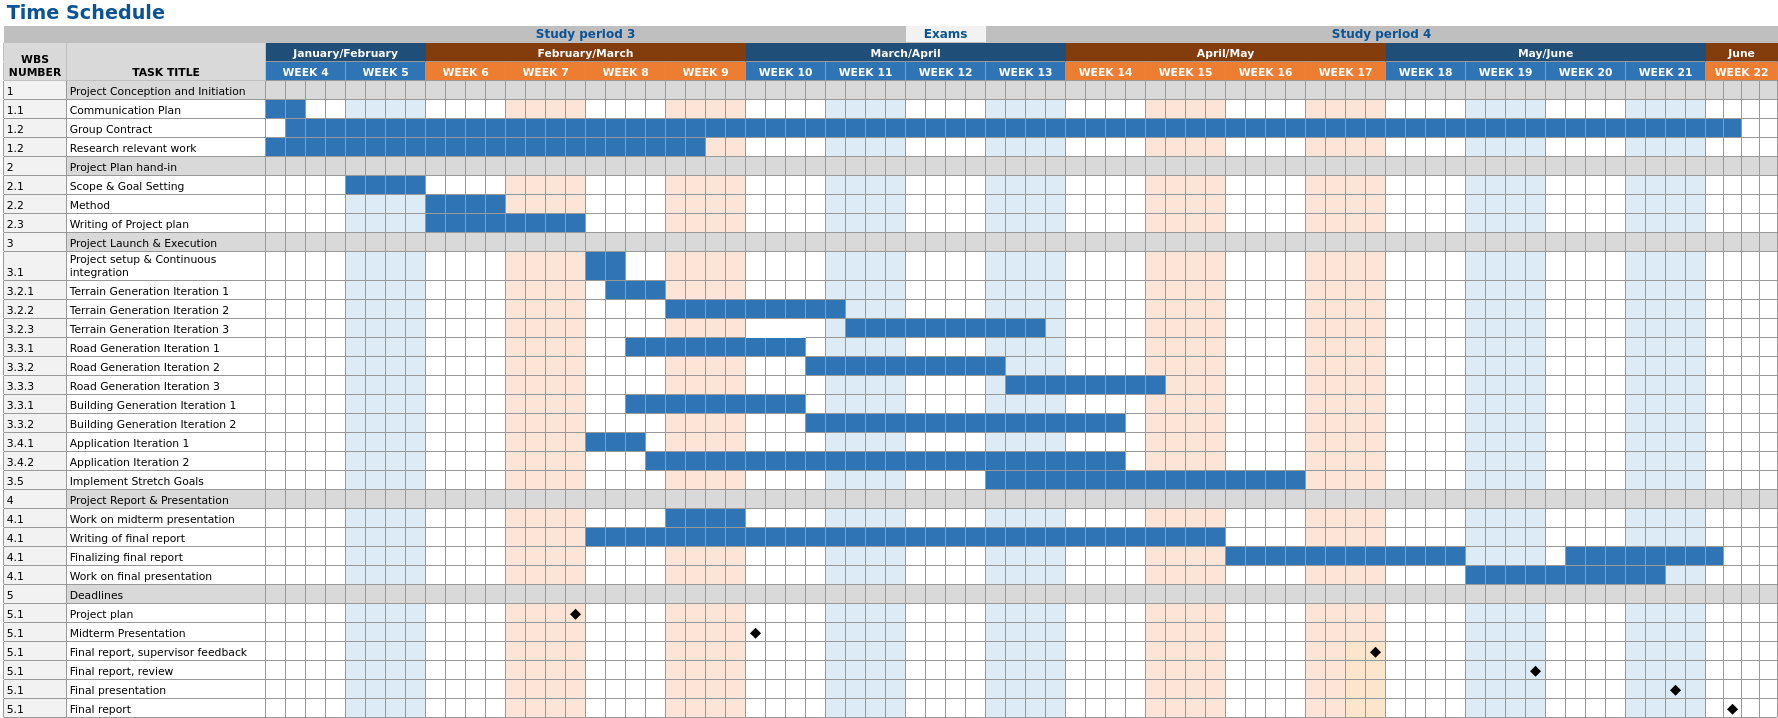 Time Schedule
Study period 3 Exams Study period 4
January/February February/March March/April April/May May/June June
WBS
NUMBER TASK TITLE WEEK 4 WEEK 5 WEEK 6 WEEK 7 WEEK 8 WEEK 9 WEEK 10 WEEK 11 WEEK 12 WEEK 13 WEEK 14 WEEK 15 WEEK 16 WEEK 17 WEEK 18 WEEK 19 WEEK 20 WEEK 21 WEEK 22
1 Project Conception and Initiation
1.1 Communication Plan
1.2 Group Contract
1.2 Research relevant work
2 Project Plan hand-in
2.1 Scope & Goal Setting
2.2 Method
2.3 Writing of Project plan
3 Project Launch & Execution
Project setup & Continuous
3.1 integration
3.2.1 Terrain Generation Iteration 1
3.2.2 Terrain Generation Iteration 2
3.2.3 Terrain Generation Iteration 3
3.3.1 Road Generation Iteration 1
3.3.2 Road Generation Iteration 2
3.3.3 Road Generation Iteration 3
3.3.1 Building Generation Iteration 1
3.3.2 Building Generation Iteration 2
3.4.1 Application Iteration 1
3.4.2 Application Iteration 2
3.5 Implement Stretch Goals
4 Project Report & Presentation
4.1 Work on midterm presentation
4.1 Writing of final report
4.1 Finalizing final report
4.1 Work on final presentation
5 Deadlines
5.1 Project plan
5.1 Midterm Presentation
5.1 Final report, supervisor feedback
5.1 Final report, review
5.1 Final presentation
5.1 Final report